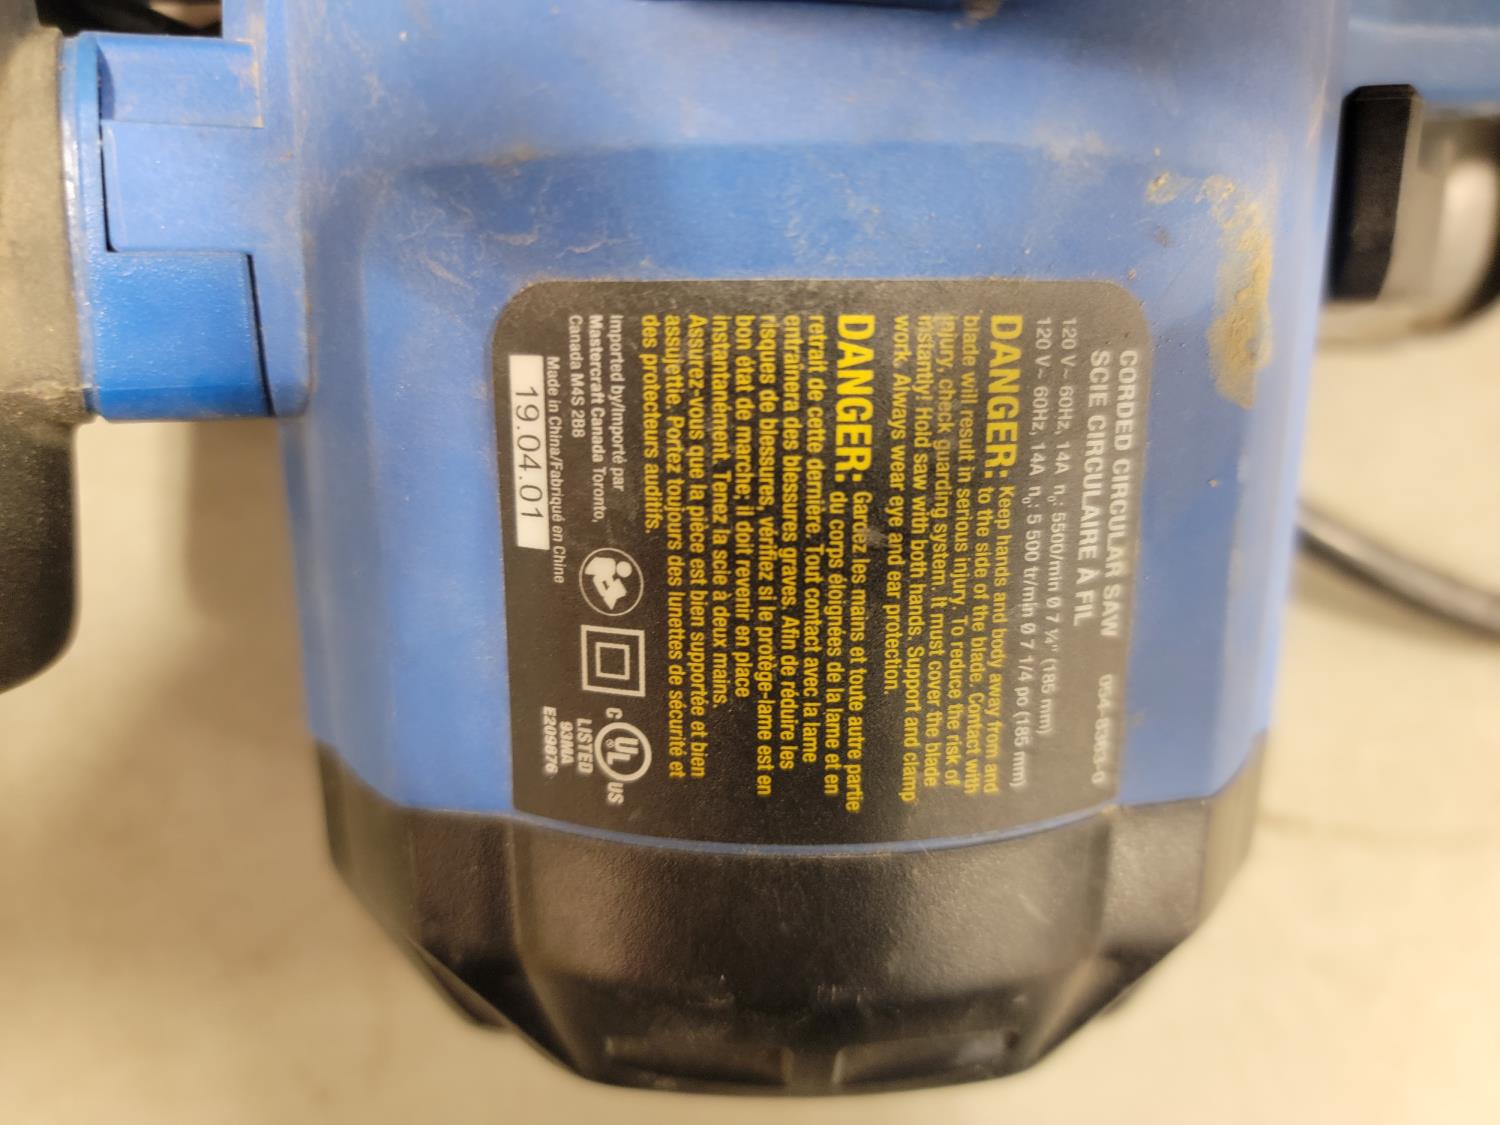 CORDED CIRCULAR SAW 054-8363-0
SCIE CIRCULAIRE À FIL
120 V~ 60Hz, 14A n₀: 5500/min Ø 7 ¼" (185 mm)
120 V~ 60Hz, 14A n₀: 5 500 tr/min Ø 7 1/4 po (185 mm)
DANGER: Keep hands and body away from and
to the side of the blade. Contact with
blade will result in serious injury. To reduce the risk of
injury, check guarding system. It must cover the blade
instantly! Hold saw with both hands. Support and clamp
work. Always wear eye and ear protection.
DANGER: Gardez les mains et toute autre partie
du corps éloignées de la lame et en
retrait de cette dernière. Tout contact avec la lame
entraînera des blessures graves. Afin de réduire les
risques de blessures, vérifiez si le protège-lame est en
bon état de marche; il doit revenir en place
instantanément. Tenez la scie à deux mains.
Assurez-vous que la pièce est bien supportée et bien
assujettie. Portez toujours des lunettes de sécurité et
des protecteurs auditifs.
Imported by/Importé par
Mastercraft Canada Toronto,
Canada M4S 2B8
Made in China/Fabriqué en Chine
19.04.01
C UL ® US
LISTED
93MA
E209876